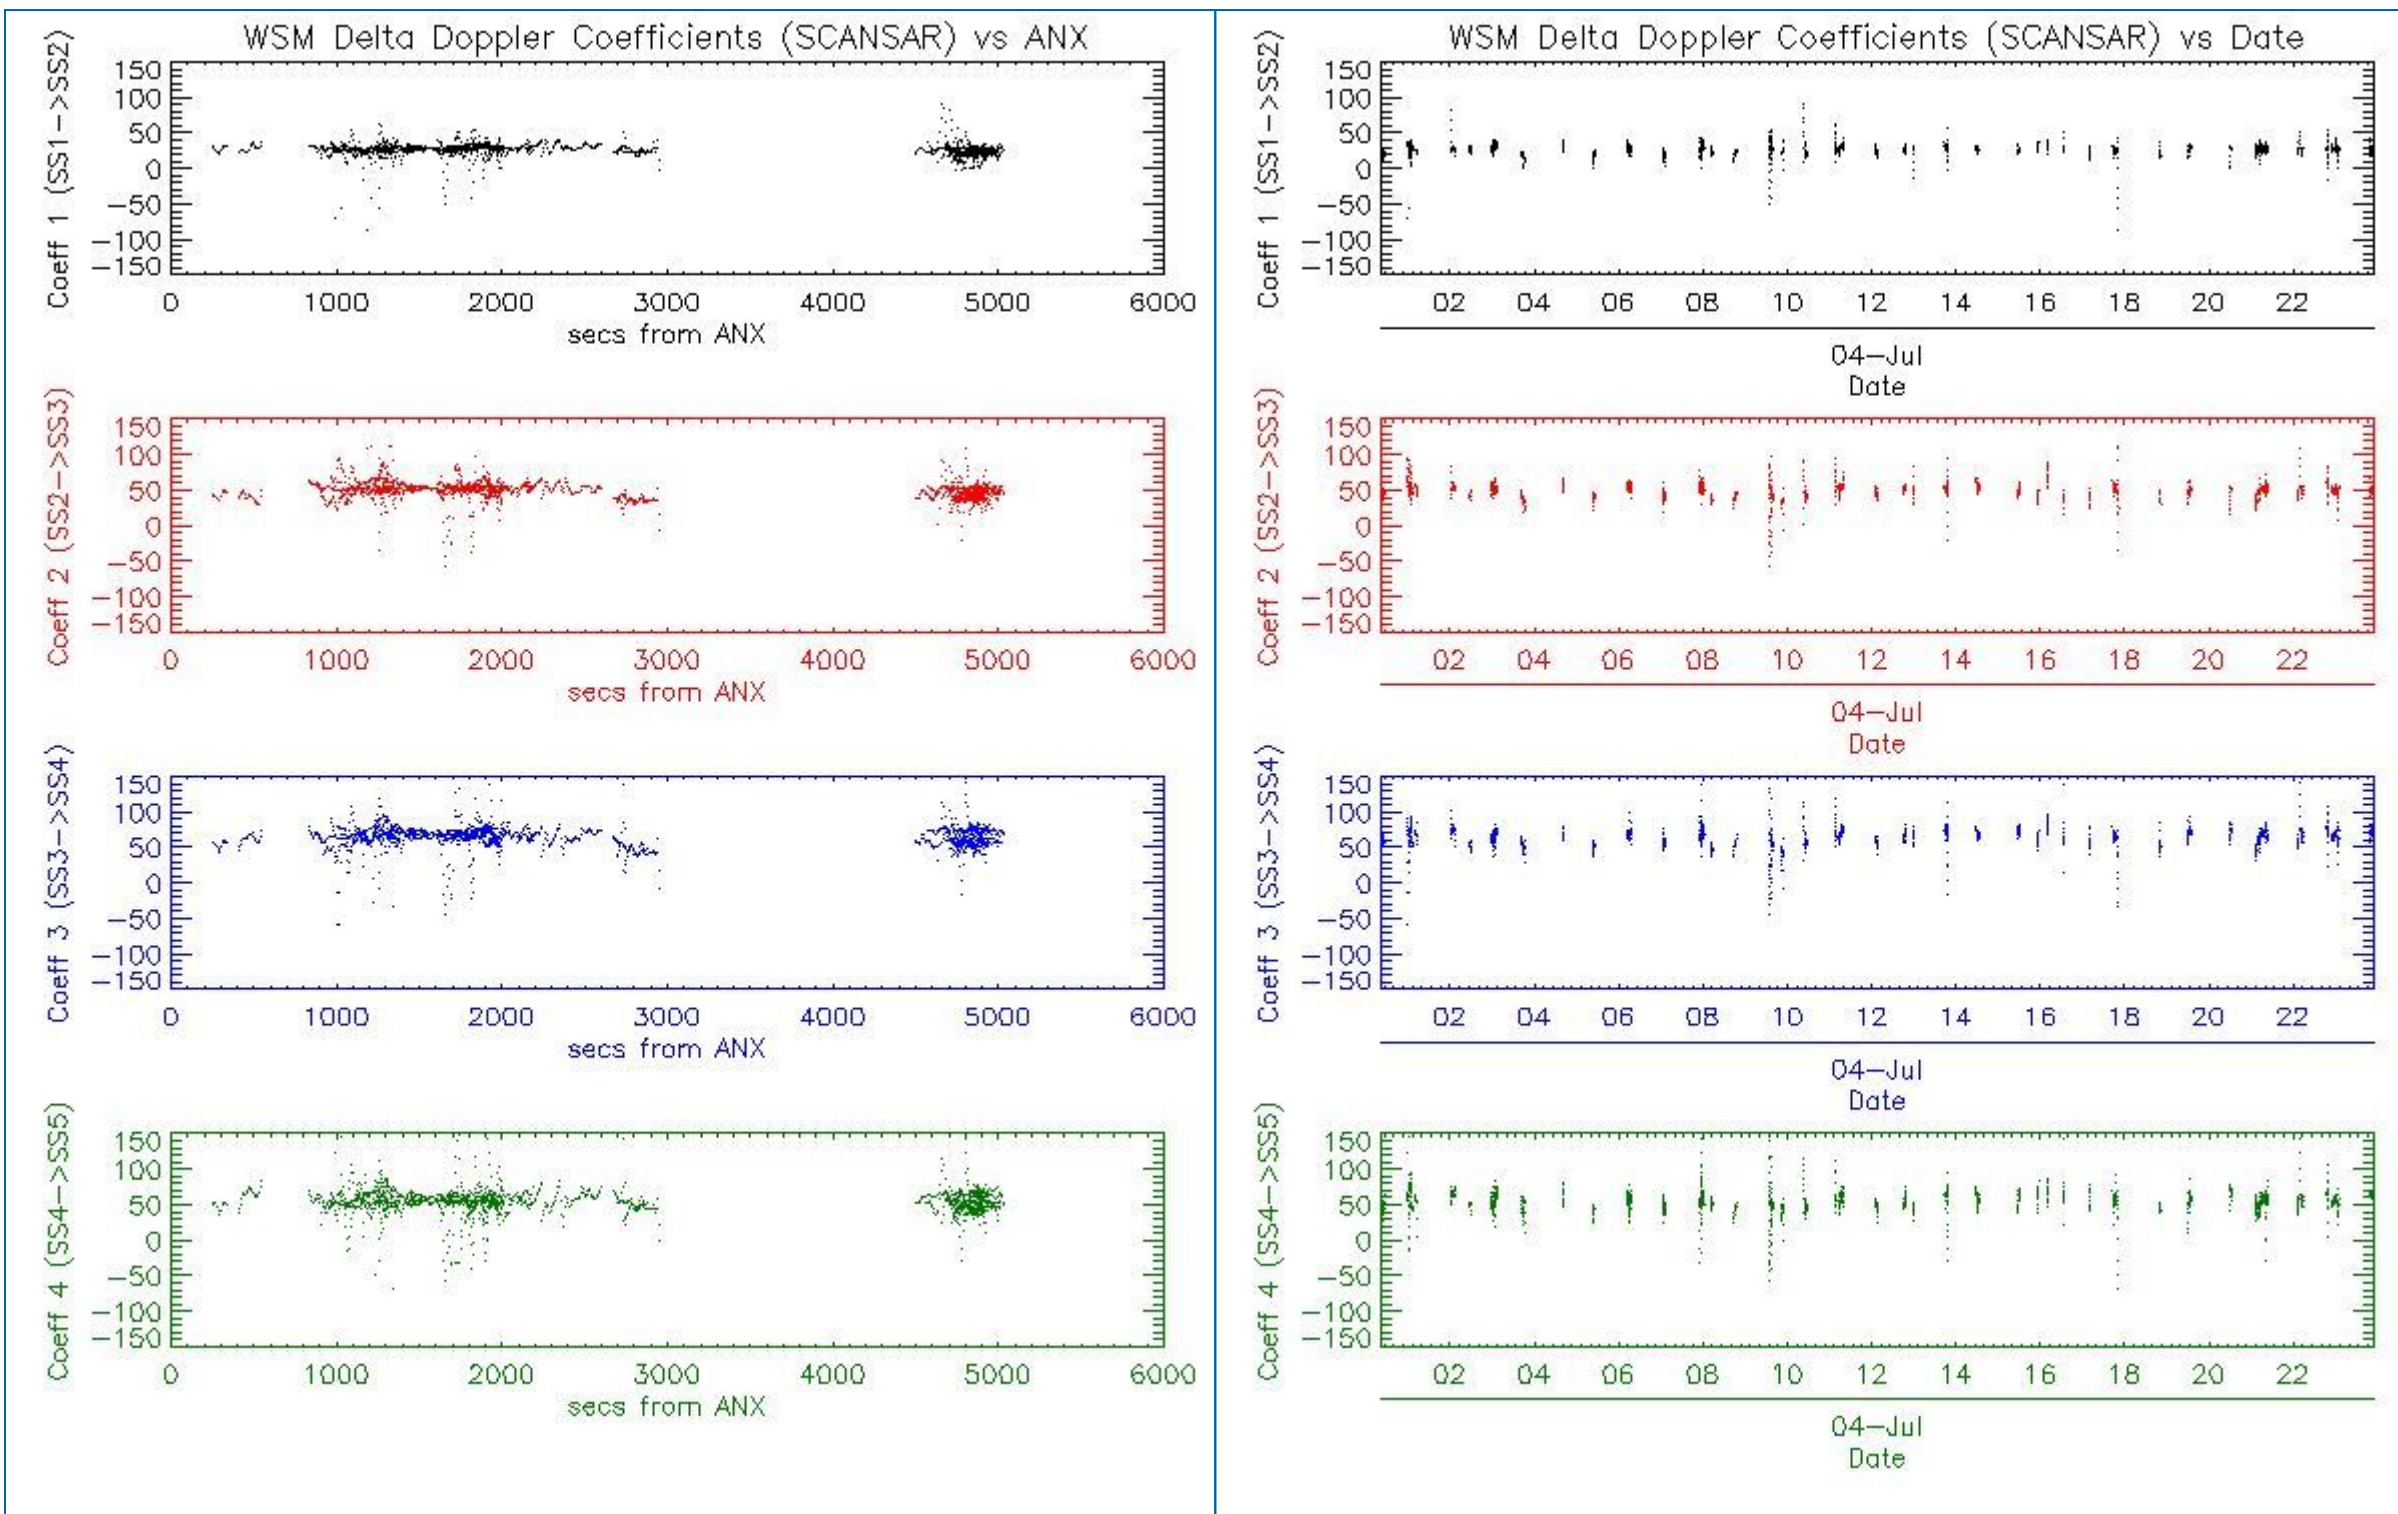 WSM Delta Doppler Coefficients (SCANSAR) vs ANX
Coeff 1 (SS1->SS2)
150
100
50
0
-50
-100
-150
0 1000 2000 3000 4000 5000 6000
secs from ANX
Coeff 2 (SS2->SS3)
150
100
50
0
-50
-100
-150
0 1000 2000 3000 4000 5000 6000
secs from ANX
Coeff 3 (SS3->SS4)
150
100
50
0
-50
-100
-150
0 1000 2000 3000 4000 5000 6000
secs from ANX
Coeff 4 (SS4->SS5)
150
100
50
0
-50
-100
-150
0 1000 2000 3000 4000 5000 6000
secs from ANX
WSM Delta Doppler Coefficients (SCANSAR) vs Date
Coeff 1 (SS1->SS2)
150
100
50
0
-50
-100
-150
02 04 06 08 10 12 14 16 18 20 22
04-Jul
Date
Coeff 2 (SS2->SS3)
150
100
50
0
-50
-100
-150
02 04 06 08 10 12 14 16 18 20 22
04-Jul
Date
Coeff 3 (SS3->SS4)
150
100
50
0
-50
-100
-150
02 04 06 08 10 12 14 16 18 20 22
04-Jul
Date
Coeff 4 (SS4->SS5)
150
100
50
0
-50
-100
-150
02 04 06 08 10 12 14 16 18 20 22
04-Jul
Date